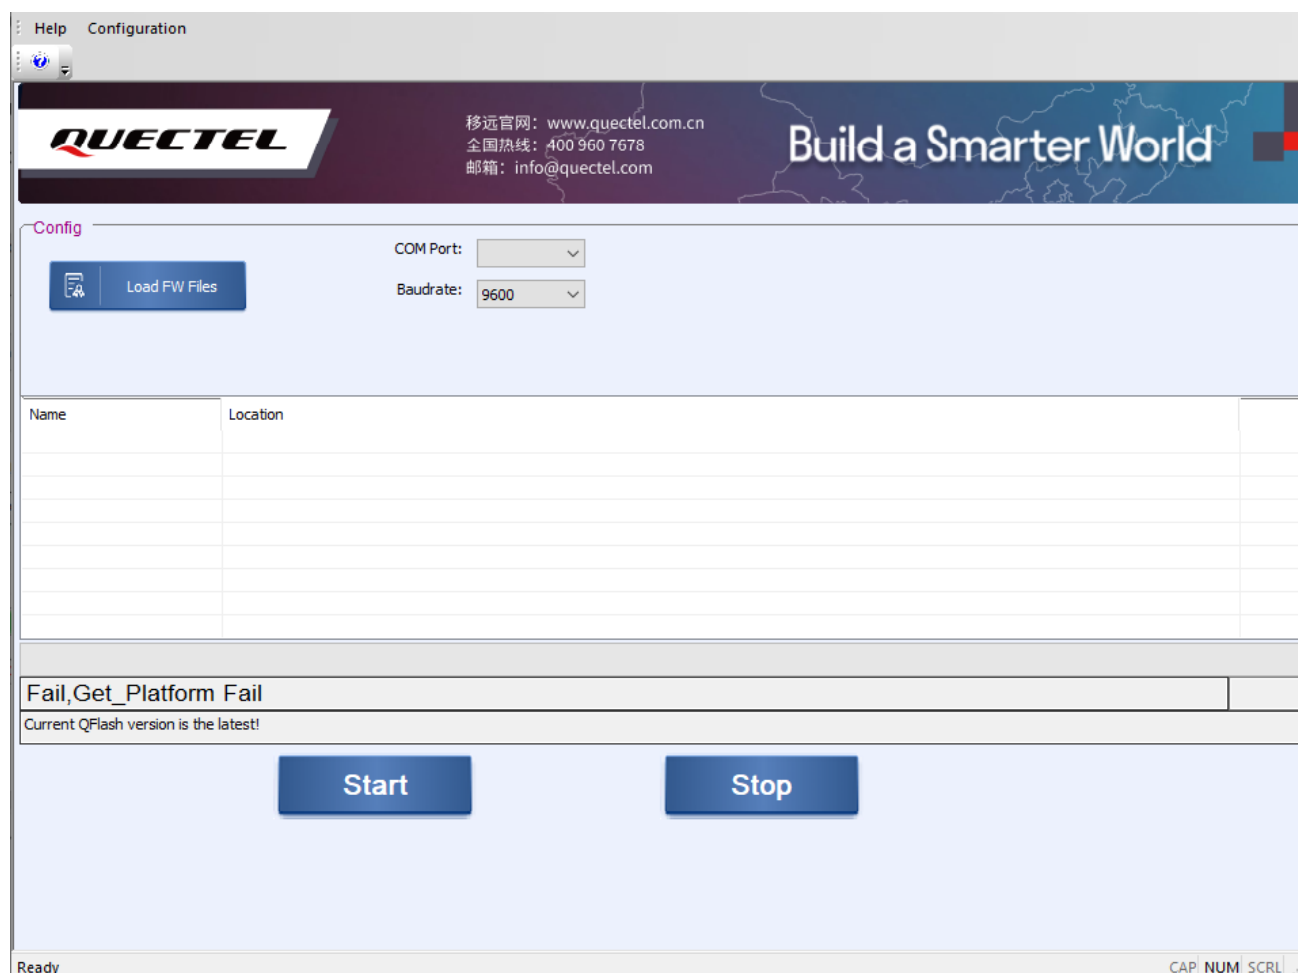 Help Configuration
QUECTEL
移远官网：www.quectel.com.cn
全国热线：400 960 7678
邮箱：info@quectel.com
Build a Smarter World
Config
Load FW Files
COM Port:
Baudrate: 9600
Name Location
Fail,Get_Platform Fail
Current QFlash version is the latest!
Start Stop
Ready CAP NUM SCRL